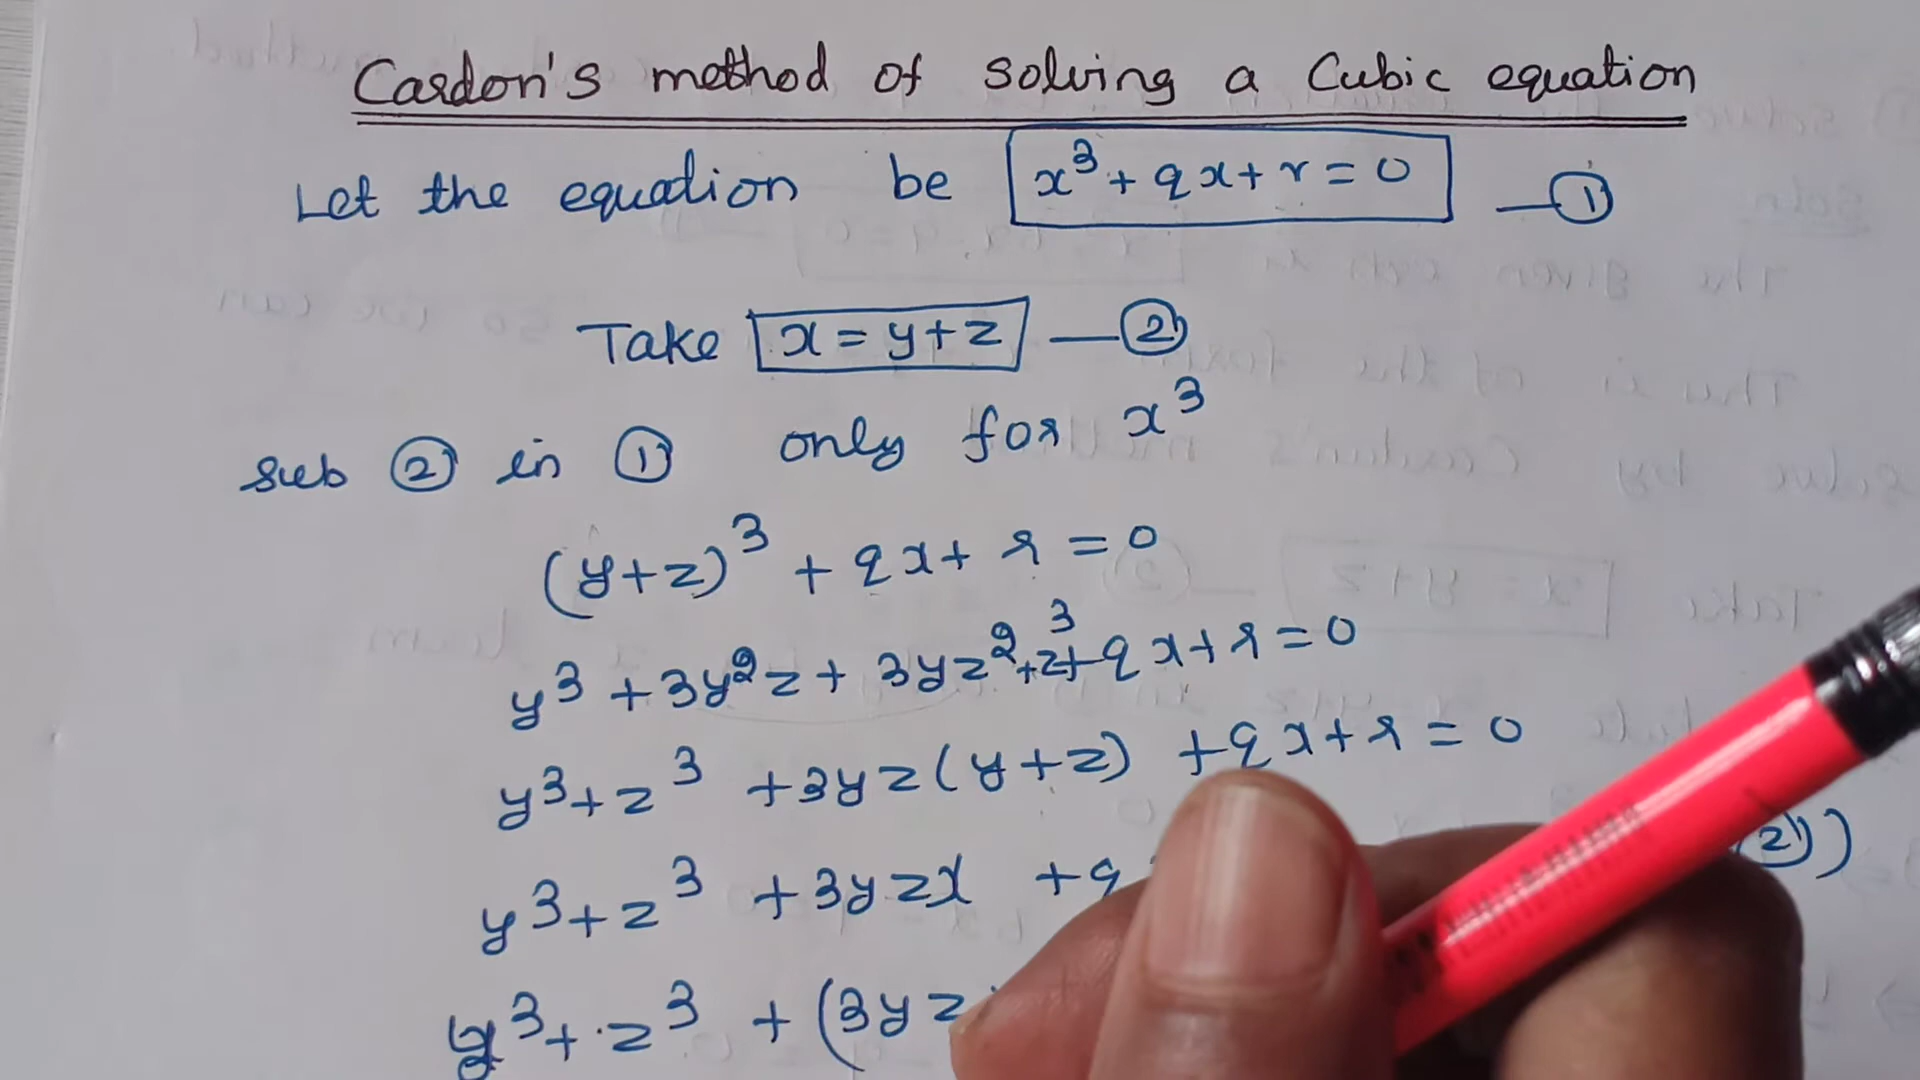 Cardon's method of solving a Cubic equation
Let the equation be x³ + qx + r = 0 — ①
Take x = y + z — ②
sub ② in ① only for x³
(y+z)³ + qx + r = 0
y³ + 3y²z + 3yz² + z³ + qx + r = 0
y³ + z³ + 3yz(y+z) + qx + r = 0
y³ + z³ + 3yzx + q ②)
y³ + z³ + (3yz